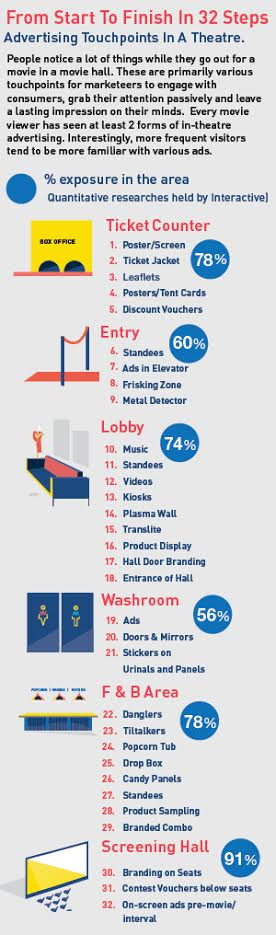 From Start To Finish In 32 Steps
Advertising Touchpoints In A Theatre.
People notice a lot of things while they go out for a
movie in a movie hall. These are primarily various
touchpoints for marketeers to engage with
consumers, grab their attention passively and leave
a lasting impression on their minds. Every movie
viewer has seen at least 2 forms of in-theatre
advertising. Interestingly, more frequent visitors
tend to be more familiar with various ads.
% exposure in the area
Quantitative researches held by Interactive)
BOX OFFICE
Ticket Counter
78%
1. Poster/Screen
2. Ticket Jacket
3. Leaflets
4. Posters/Tent Cards
5. Discount Vouchers
Entry
60%
6. Standees
7. Ads in Elevator
8. Frisking Zone
9. Metal Detector
Lobby
74%
10. Music
11. Standees
12. Videos
13. Kiosks
14. Plasma Wall
15. Translite
16. Product Display
17. Hall Door Branding
18. Entrance of Hall
Washroom
56%
19. Ads
20. Doors & Mirrors
21. Stickers on
Urinals and Panels
F & B Area
78%
22. Danglers
23. Tiltalkers
24. Popcorn Tub
25. Drop Box
26. Candy Panels
27. Standees
28. Product Sampling
29. Branded Combo
Screening Hall
91%
30. Branding on Seats
31. Contest Vouchers below seats
32. On-screen ads pre-movie/
interval